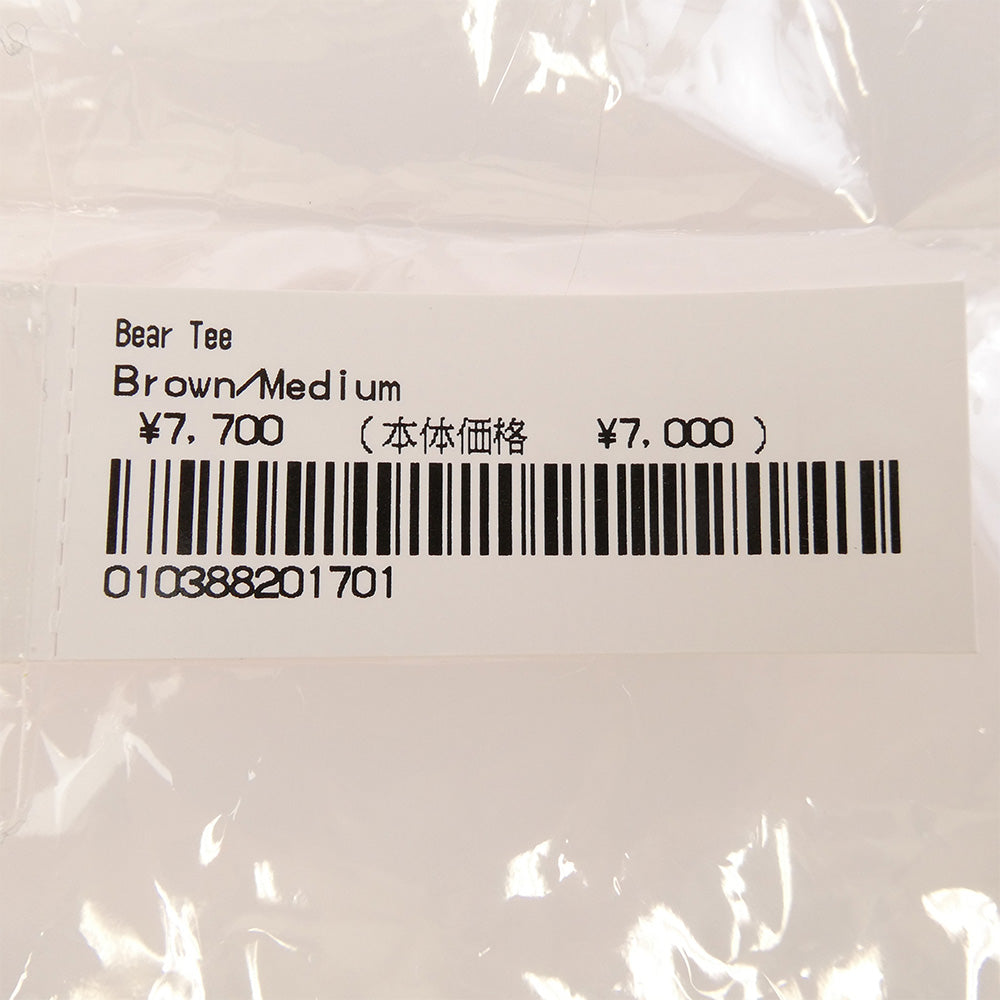 Bear Tee
Brown/Medium
¥7,700 (本体価格 ¥7,000)
010388201701